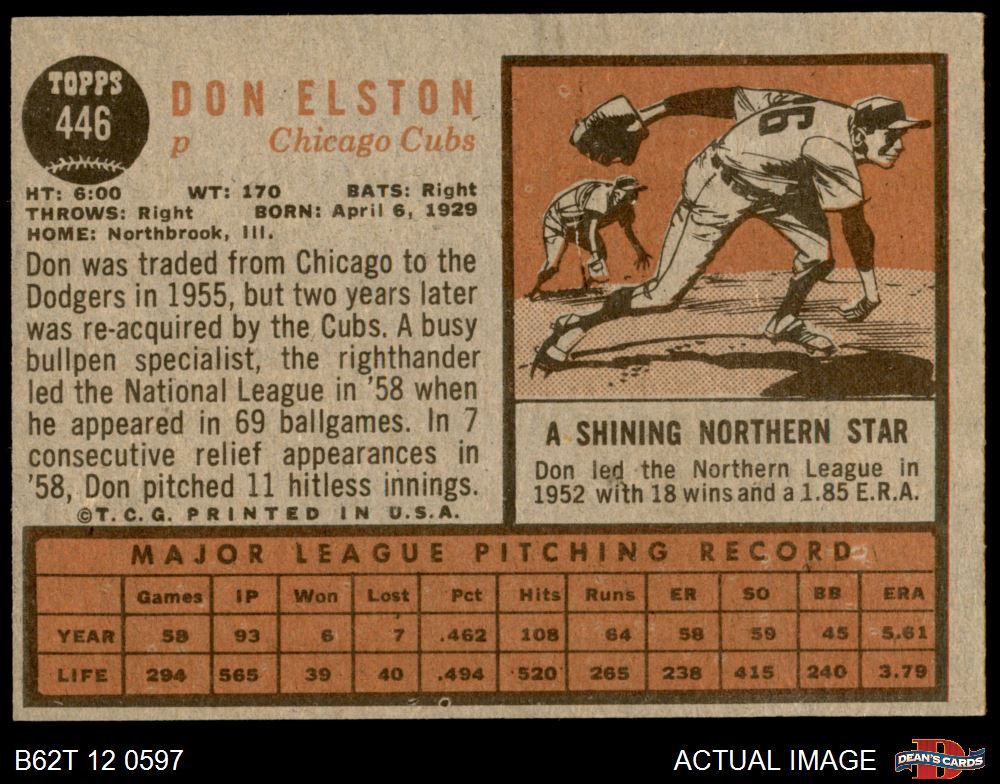 TOPPS
446
DON ELSTON
p Chicago Cubs
HT: 6:00 WT: 170 BATS: Right
THROWS: Right BORN: April 6, 1929
HOME: Northbrook, Ill.
Don was traded from Chicago to the
Dodgers in 1955, but two years later
was re-acquired by the Cubs. A busy
bullpen specialist, the righthander
led the National League in '58 when
he appeared in 69 ballgames. In 7
consecutive relief appearances in
'58, Don pitched 11 hitless innings.
©T. C. G. PRINTED IN U.S.A.
16
A SHINING NORTHERN STAR
Don led the Northern League in
1952 with 18 wins and a 1.85 E.R.A.
MAJOR LEAGUE PITCHING RECORD
Games IP Won Lost Pct Hits Runs ER SO BB ERA
YEAR 58 93 6 7 .462 108 64 58 59 45 5.61
LIFE 294 565 39 40 .494 520 265 238 415 240 3.79
B62T 12 0597
ACTUAL IMAGE
DEAN'S CARDS